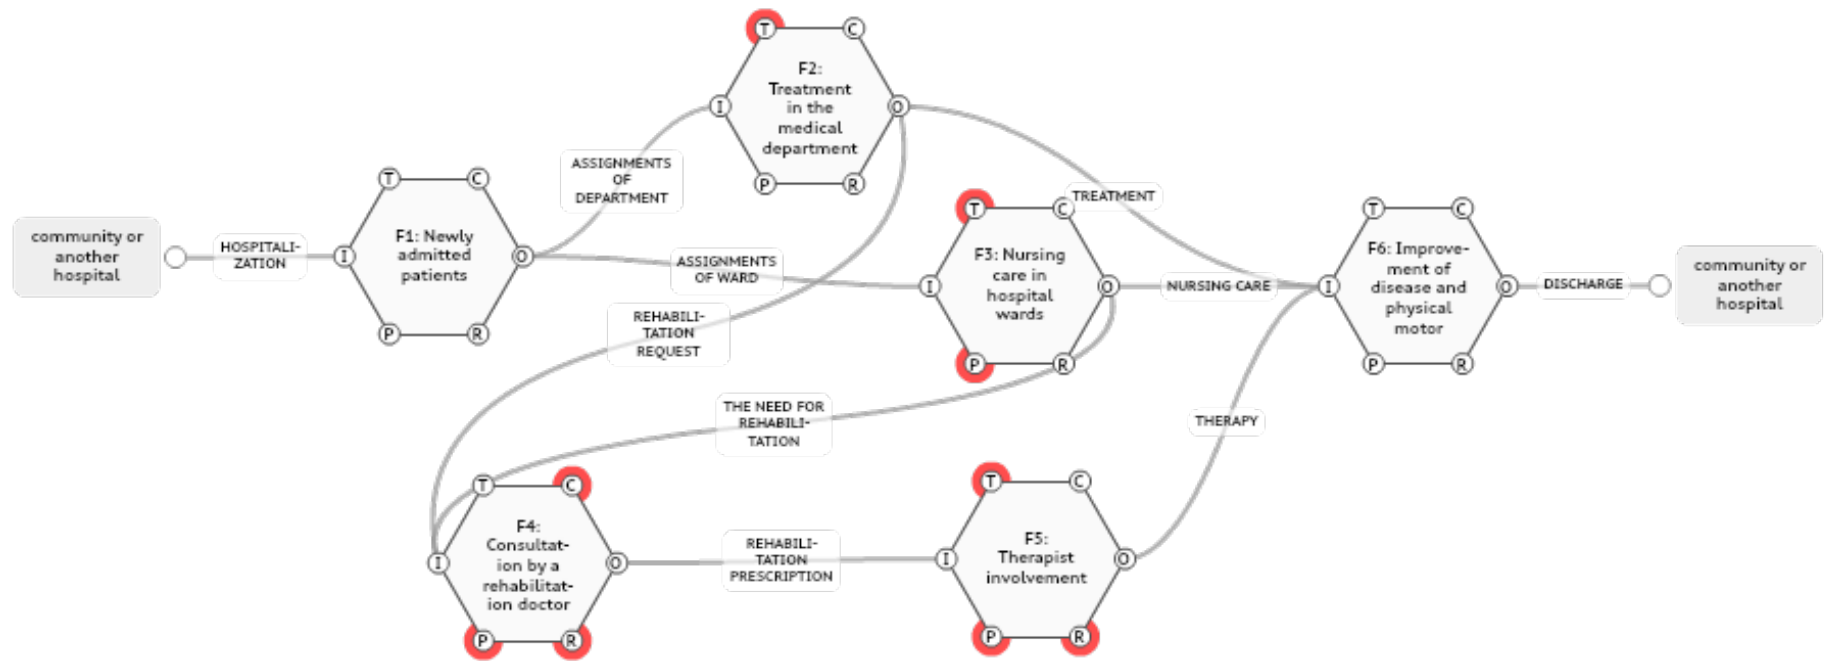 community or
another
hospital
HOSPITALI-
ZATION
T
C
I
F1: Newly
admitted
patients
O
P
R
ASSIGNMENTS
OF
DEPARTMENT
ASSIGNMENTS
OF WARD
T
C
I
F2:
Treatment
in the
medical
department
O
P
R
REHABILI-
TATION
REQUEST
TREATMENT
T
C
I
F3: Nursing
care in
hospital
wards
O
P
R
NURSING CARE
THE NEED FOR
REHABILI-
TATION
T
C
I
F4:
Consultat-
ion by a
rehabilitat-
ion doctor
O
P
R
REHABILI-
TATION
PRESCRIPTION
T
C
I
F5:
Therapist
involvement
O
P
R
THERAPY
T
C
I
F6: Improve-
ment of
disease and
physical
motor
O
P
R
DISCHARGE
community or
another
hospital